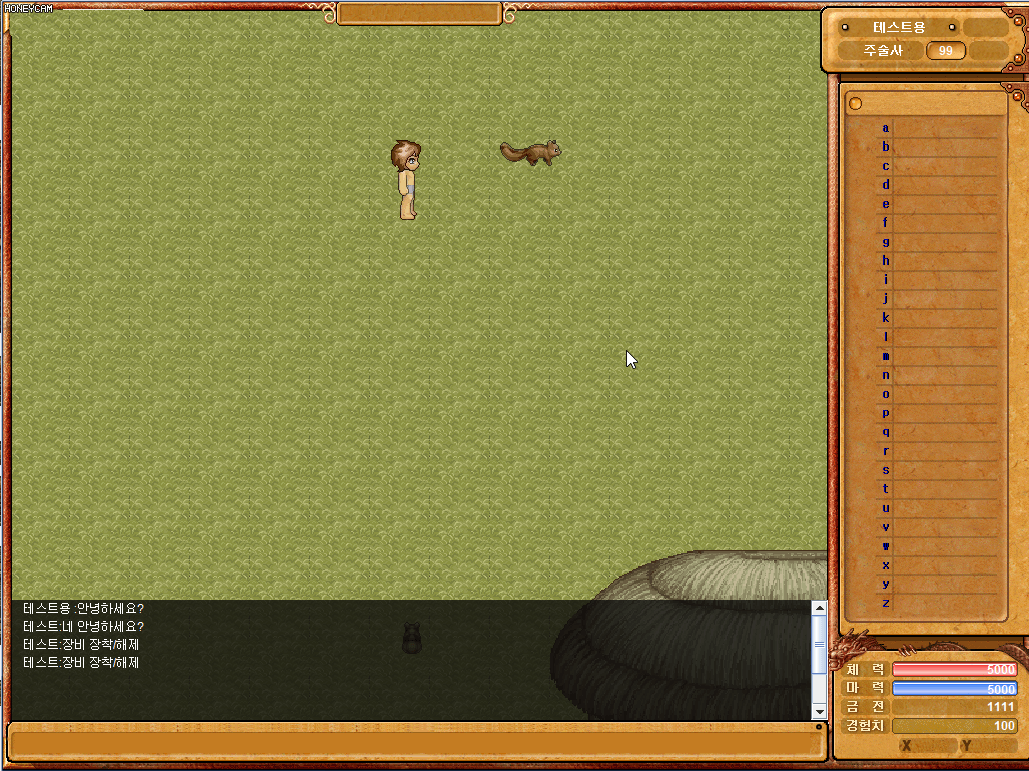 HONEYCAM
테스트용
주술사 99
a
b
c
d
e
f
g
h
i
j
k
l
m
n
o
p
q
r
s
t
u
v
w
x
y
z
테스트용 :안녕하세요?
테스트:네 안녕하세요?
테스트:장비 장착/해제
테스트:장비 장착/해제
체 력 5000
마 력 5000
금 전 1111
경험치 100
X Y